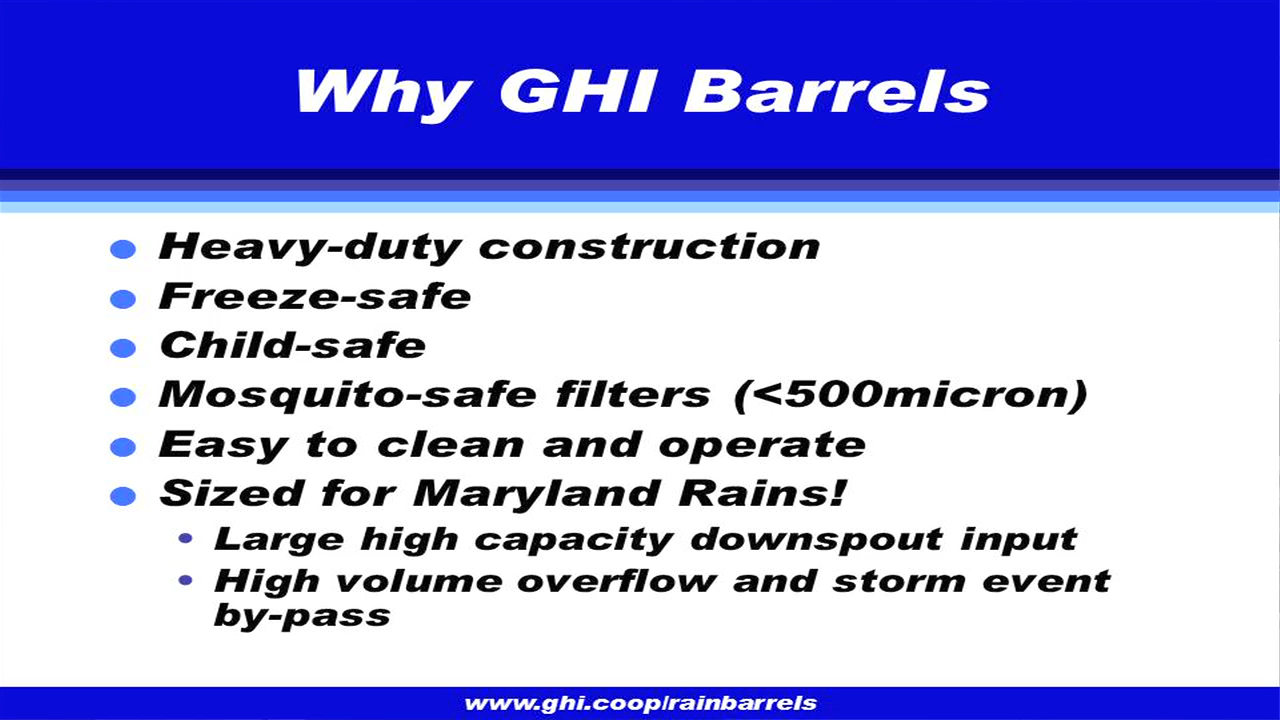 Why GHI Barrels
Heavy-duty construction
Freeze-safe
Child-safe
Mosquito-safe filters (<500micron)
Easy to clean and operate
Sized for Maryland Rains!
Large high capacity downspout input
High volume overflow and storm event
by-pass
www.ghi.coop/rainbarrels